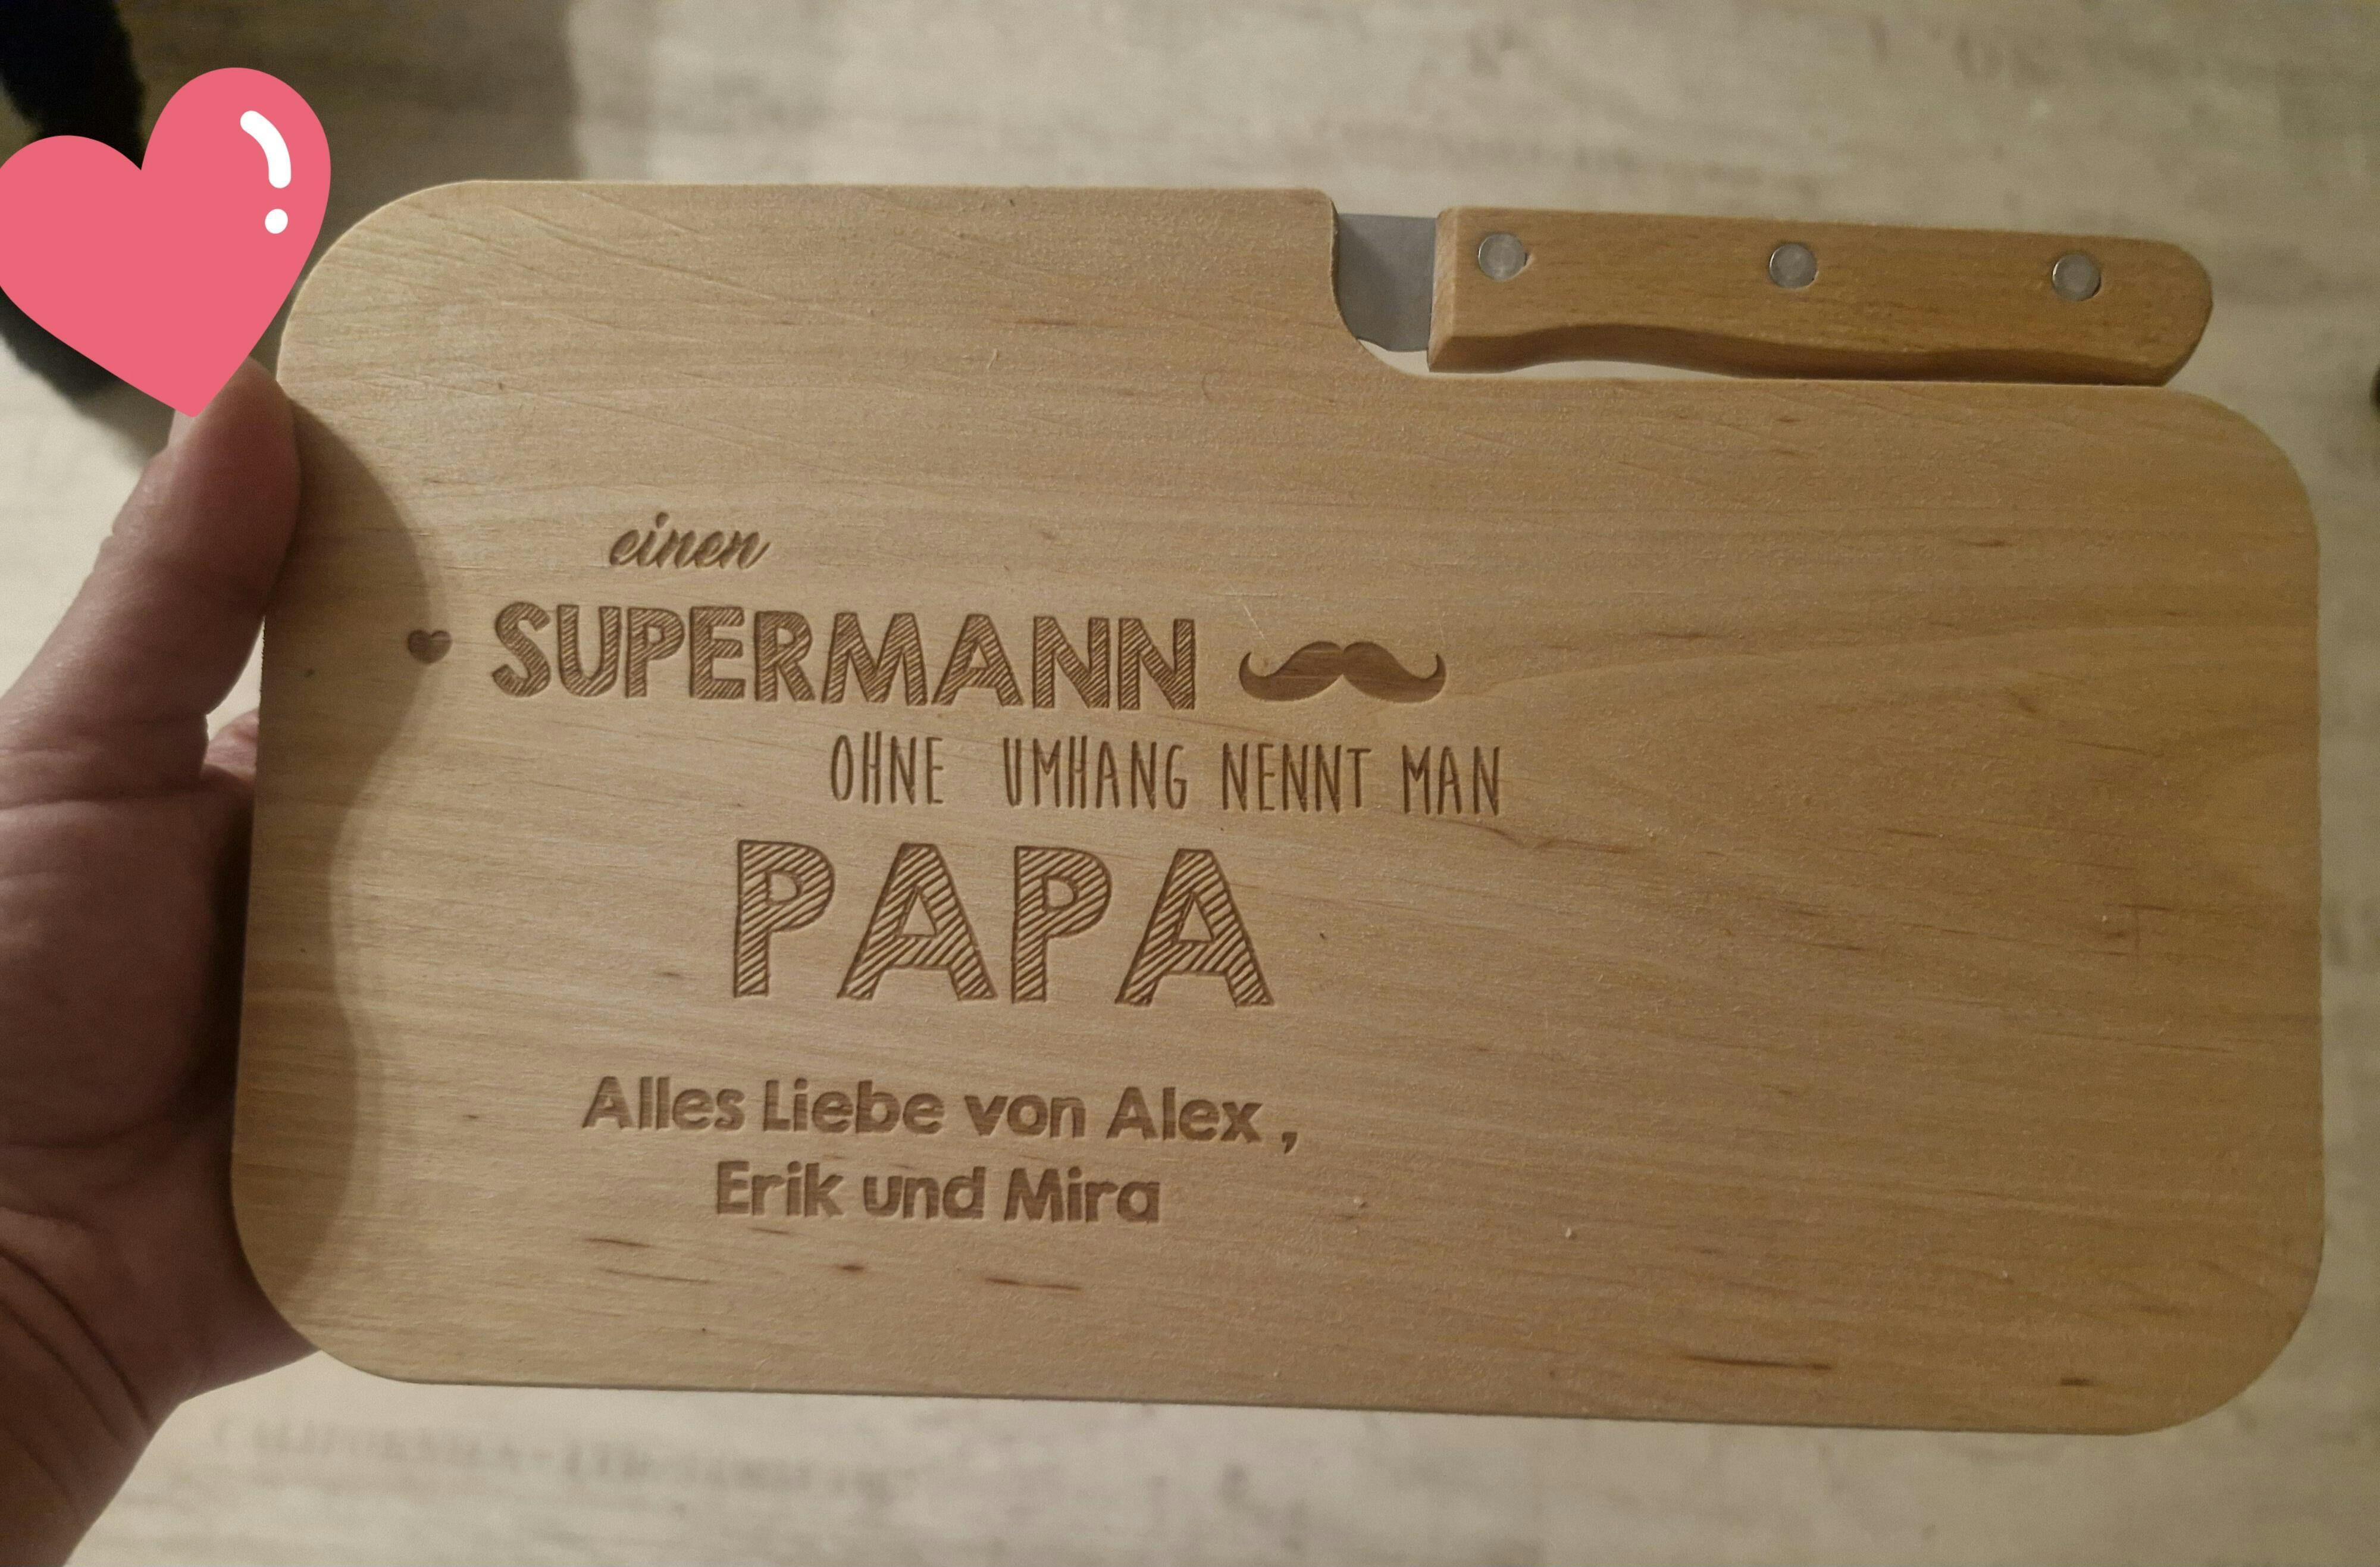 einen
SUPERMANN
OHNE UMHANG NENNT MAN
PAPA
Alles Liebe von Alex ,
Erik und Mira